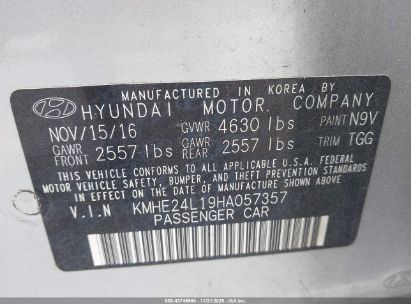 MANUFACTURED IN KOREA BY
HYUNDAI MOTOR COMPANY
NOV/15/16 GVWR 4630 lbs PAINT N9V
GAWR FRONT 2557 lbs GAWR REAR 2557 lbs TRIM TGG
THIS VEHICLE CONFORMS TO ALL APPLICABLE U.S.A. FEDERAL
MOTOR VEHICLE SAFETY, BUMPER, AND THEFT PREVENTION STANDARDS
IN EFFECT ON THE DATE OF MANUFACTURE SHOWN ABOVE.
V.I.N KMHE24L19HA057357
PASSENGER CAR